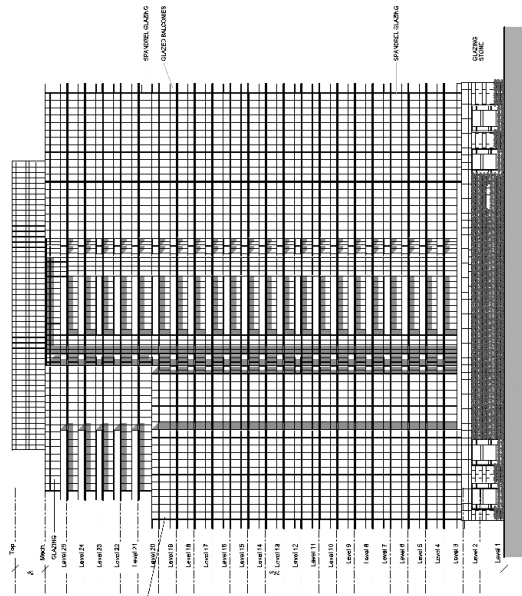 SPANDREL GLAZING
GLAZED BALCONIES
SPANDREL GLAZING
GLAZING
STONE
Top
Mech.
GLAZING
Level 25
Level 24
Level 23
Level 22
Level 21
Level 20
Level 19
Level 18
Level 17
Level 16
Level 15
Level 14
Level 13
Level 12
Level 11
Level 10
Level 9
Level 8
Level 7
Level 6
Level 5
Level 4
Level 3
Level 2
Level 1